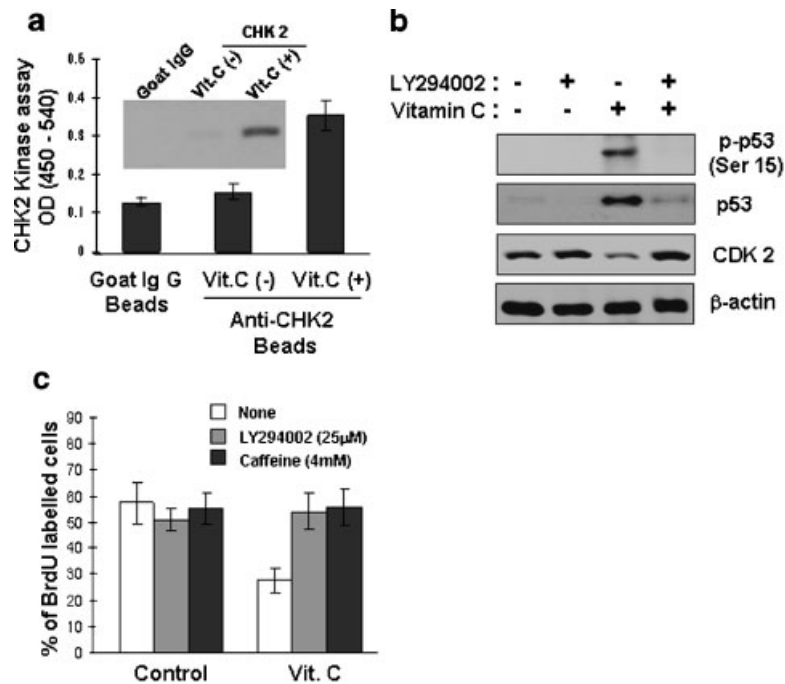 a
CHK2 Kinase assay
OD (450 - 540)
0.5
0.4
0.3
0.2
0.1
0
CHK 2
Goat IgG
Vit.C (-)
Vit.C (+)
Goat Ig G
Beads
Vit.C (-)
Vit.C (+)
Anti-CHK2
Beads
b
LY294002 : - + - +
Vitamin C : - - + +
p-p53
(Ser 15)
p53
CDK 2
β-actin
c
% of BrdU labelled cells
90
80
70
60
50
40
30
20
10
0
None
LY294002 (25µM)
Caffeine (4mM)
Control
Vit. C